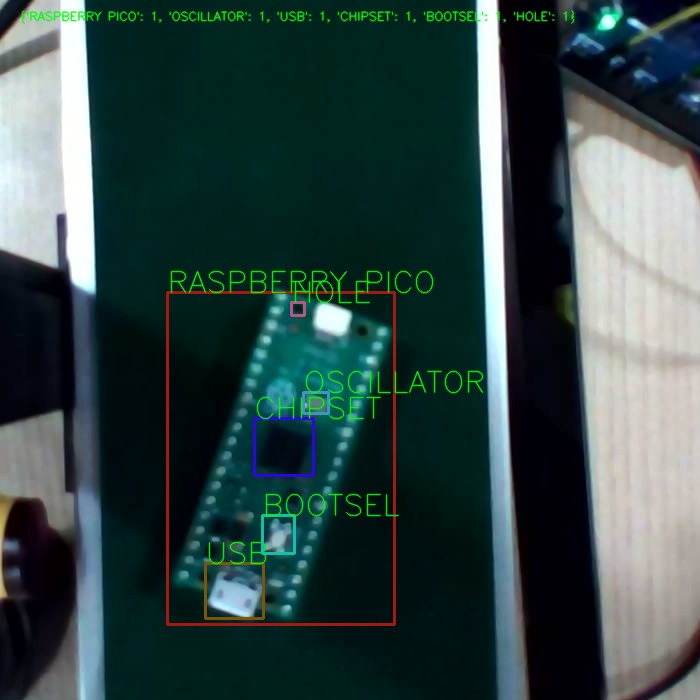 {'RASPBERRY PICO': 1, 'OSCILLATOR': 1, 'USB': 1, 'CHIPSET': 1, 'BOOTSEL': 1, 'HOLE': 1}
RASPBERRY PICO
HOLE
OSCILLATOR
CHIPSET
BOOTSEL
USB